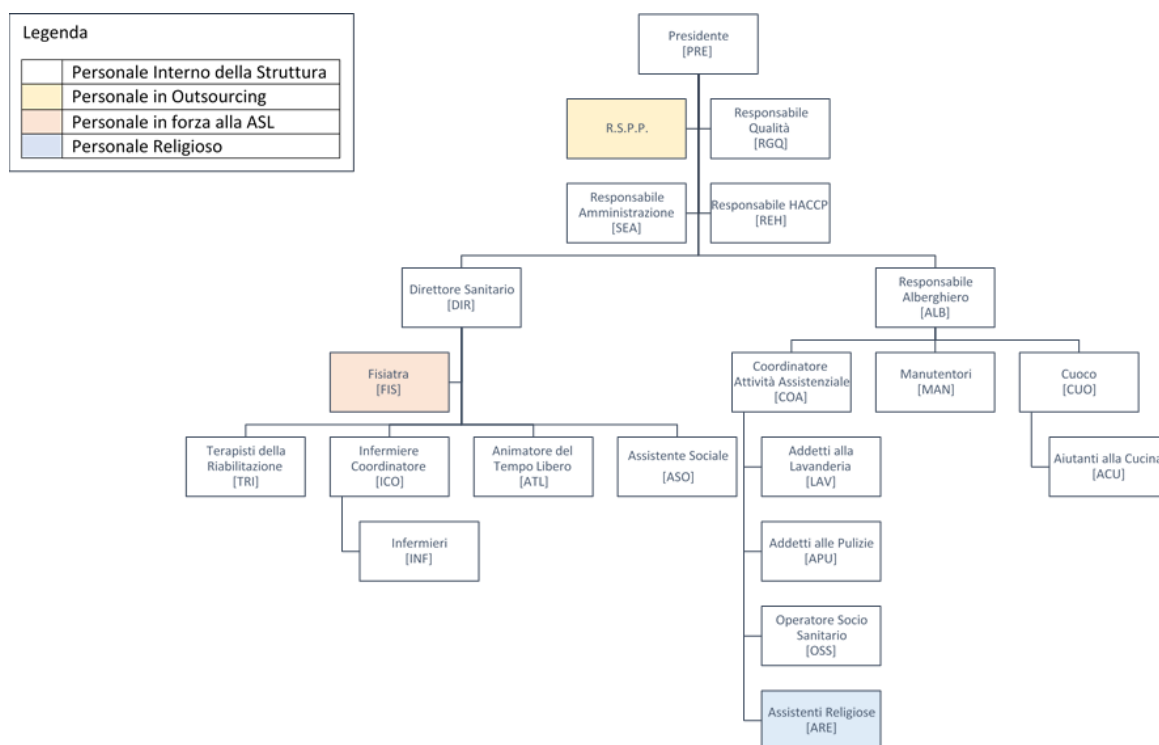 Legenda
Personale Interno della Struttura
Personale in Outsourcing
Personale in forza alla ASL
Personale Religioso
Presidente
[PRE]
R.S.P.P.
Responsabile
Qualità
[RGQ]
Responsabile
Amministrazione
[SEA]
Responsabile HACCP
[REH]
Direttore Sanitario
[DIR]
Responsabile
Alberghiero
[ALB]
Fisiatra
[FIS]
Coordinatore
Attività Assistenziale
[COA]
Manutentori
[MAN]
Cuoco
[CUO]
Terapisti della
Riabilitazione
[TRI]
Infermiere
Coordinatore
[ICO]
Animatore del
Tempo Libero
[ATL]
Assistente Sociale
[ASO]
Addetti alla
Lavanderia
[LAV]
Aiutanti alla Cucina
[ACU]
Infermieri
[INF]
Addetti alle Pulizie
[APU]
Operatore Socio
Sanitario
[OSS]
Assistenti Religiose
[ARE]